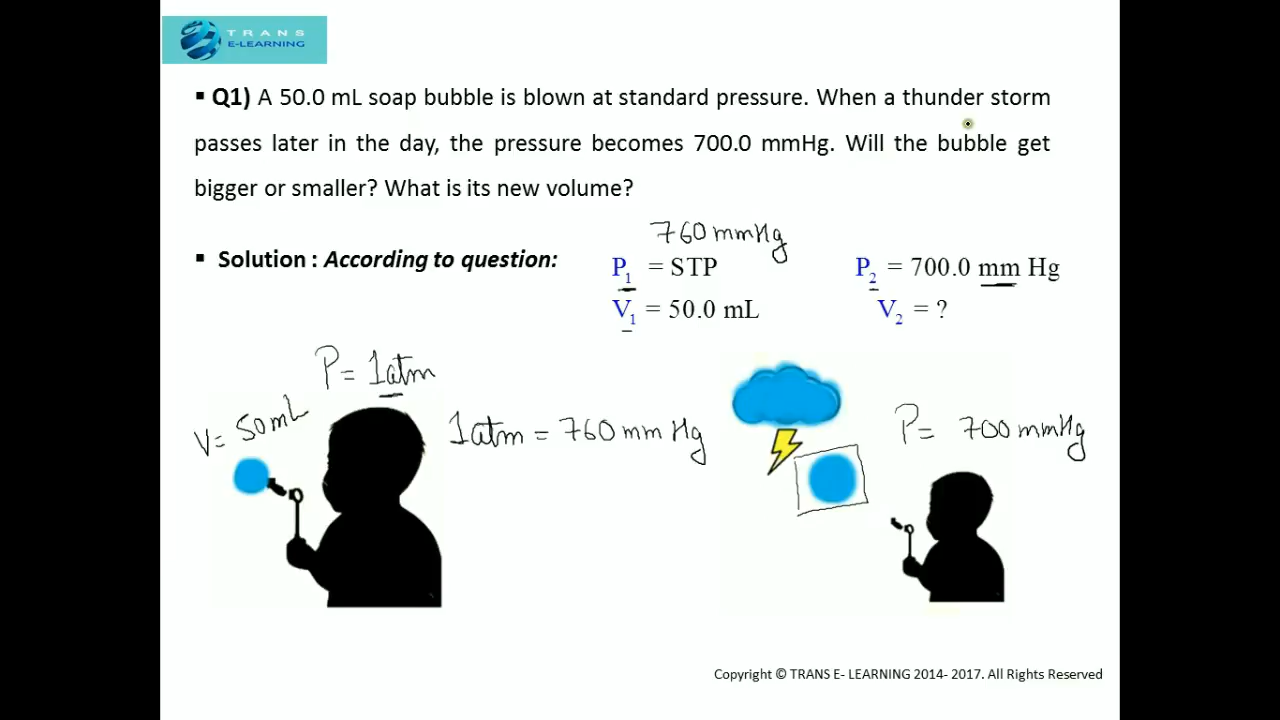 TRANS
E-LEARNING
▪ Q1) A 50.0 mL soap bubble is blown at standard pressure. When a thunder storm
passes later in the day, the pressure becomes 700.0 mmHg. Will the bubble get
bigger or smaller? What is its new volume?
760 mmHg
▪ Solution : According to question:
P₁ = STP
P₂ = 700.0 mm Hg
V₁ = 50.0 mL
V₂ = ?
P = 1atm
V = 50mL
1atm = 760 mm Hg
P = 700 mmHg
Copyright © TRANS E- LEARNING 2014- 2017. All Rights Reserved